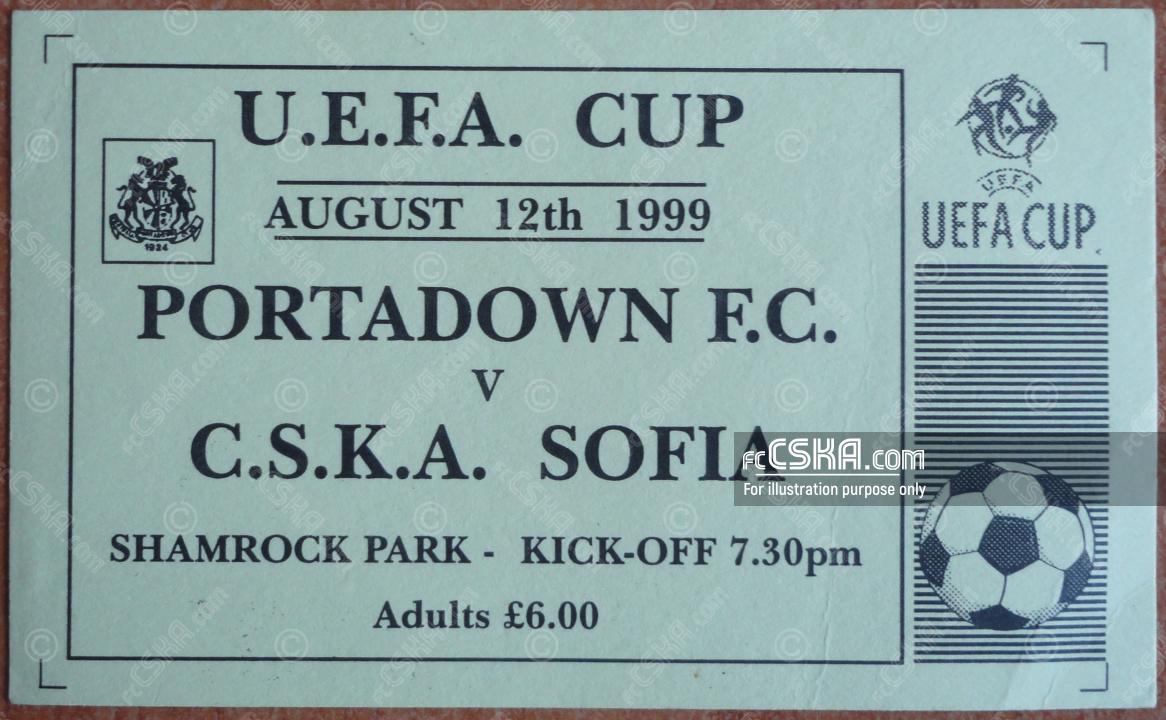 U.E.F.A. CUP
AUGUST 12th 1999
1924
PORTADOWN F.C.
V
C.S.K.A. SOFIA
SHAMROCK PARK - KICK-OFF 7.30pm
Adults £6.00
UEFA
UEFA CUP
fcCSKA.com
For illustration purpose only